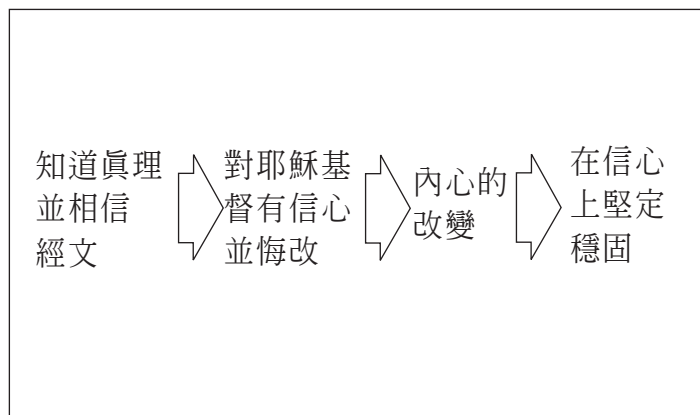 知道眞理
並相信
經文
對耶穌基
督有信心
並悔改
內心的
改變
在信心
上堅定
穩固